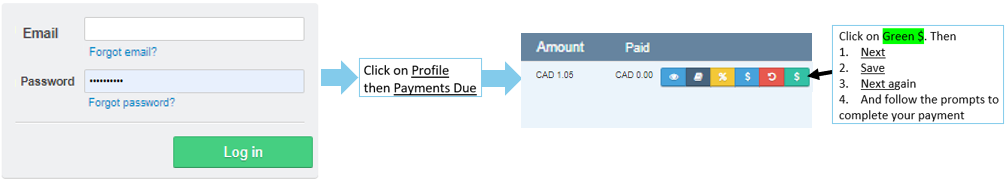 Email
Forgot email?
Password
••••••••••
Forgot password?
Log in
Click on Profile
then Payments Due
Amount Paid
CAD 1.05 CAD 0.00 % $ $
Click on Green $. Then
1. Next
2. Save
3. Next again
4. And follow the prompts to
complete your payment